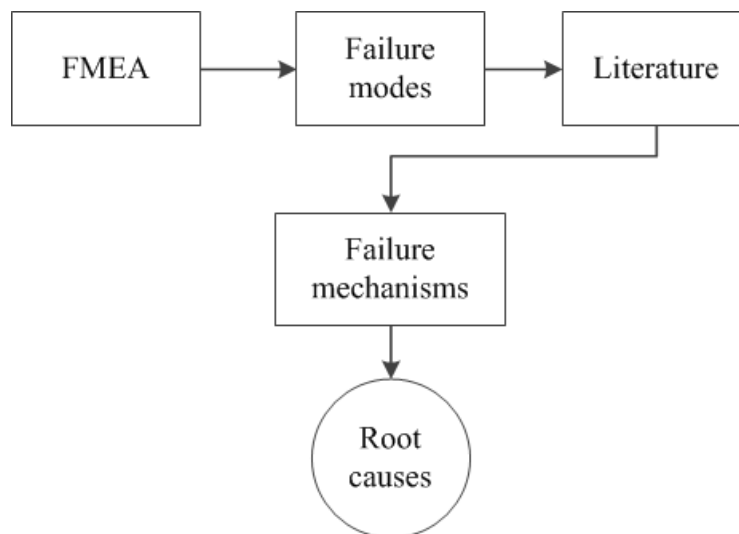 FMEA
Failure
modes
Literature
Failure
mechanisms
Root
causes